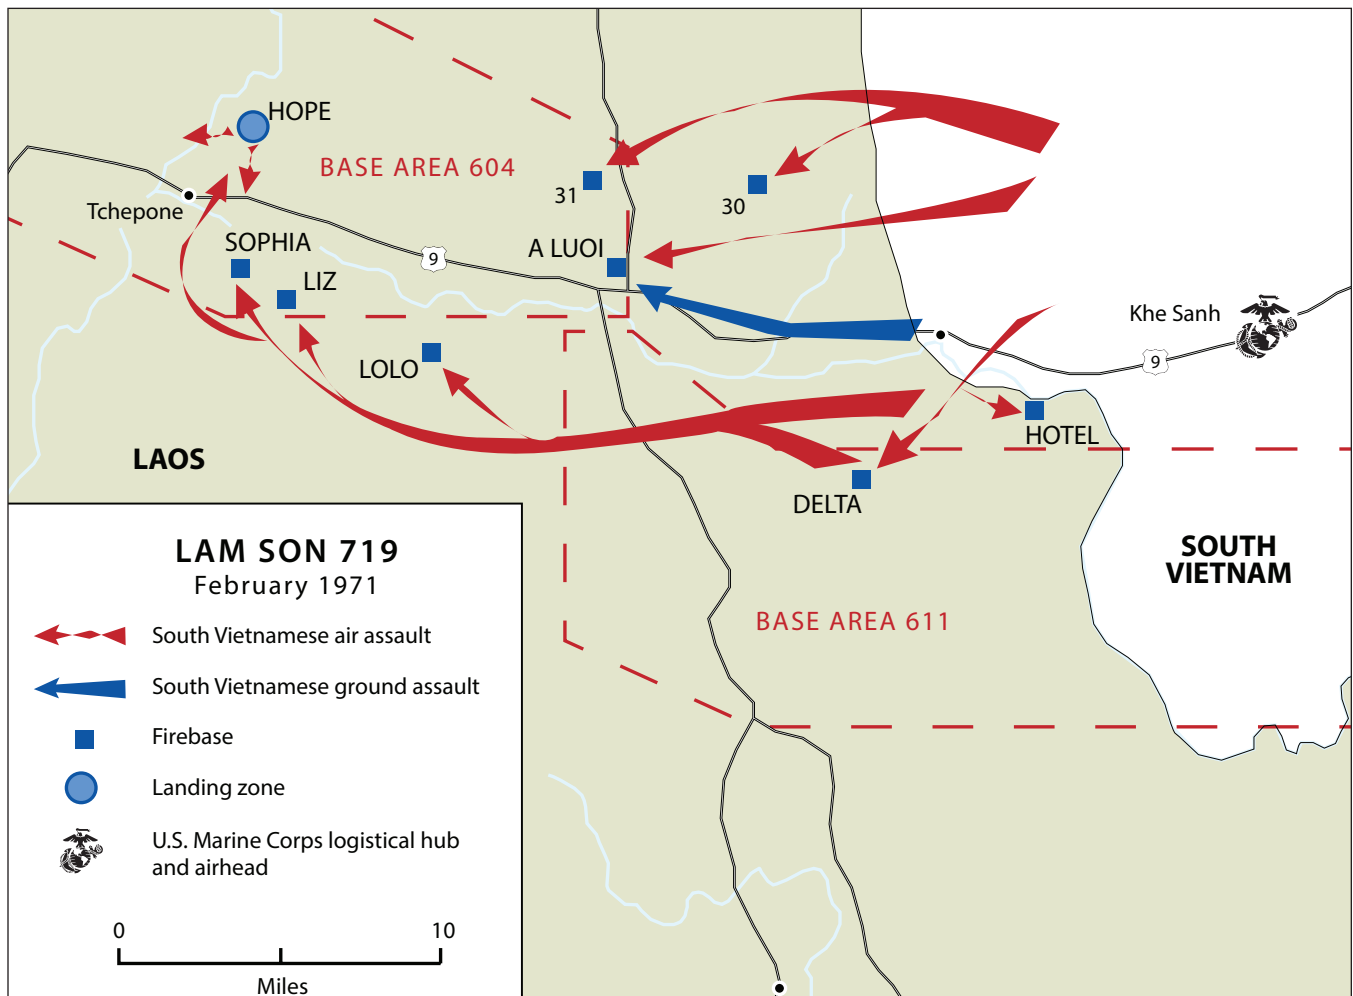 HOPE
BASE AREA 604
31
30
Tchepone
SOPHIA
A LUOI
9
LIZ
Khe Sanh
LOLO
9
HOTEL
LAOS
DELTA
LAM SON 719
February 1971
SOUTH
VIETNAM
BASE AREA 611
South Vietnamese air assault
South Vietnamese ground assault
Firebase
Landing zone
U.S. Marine Corps logistical hub
and airhead
0 10
Miles